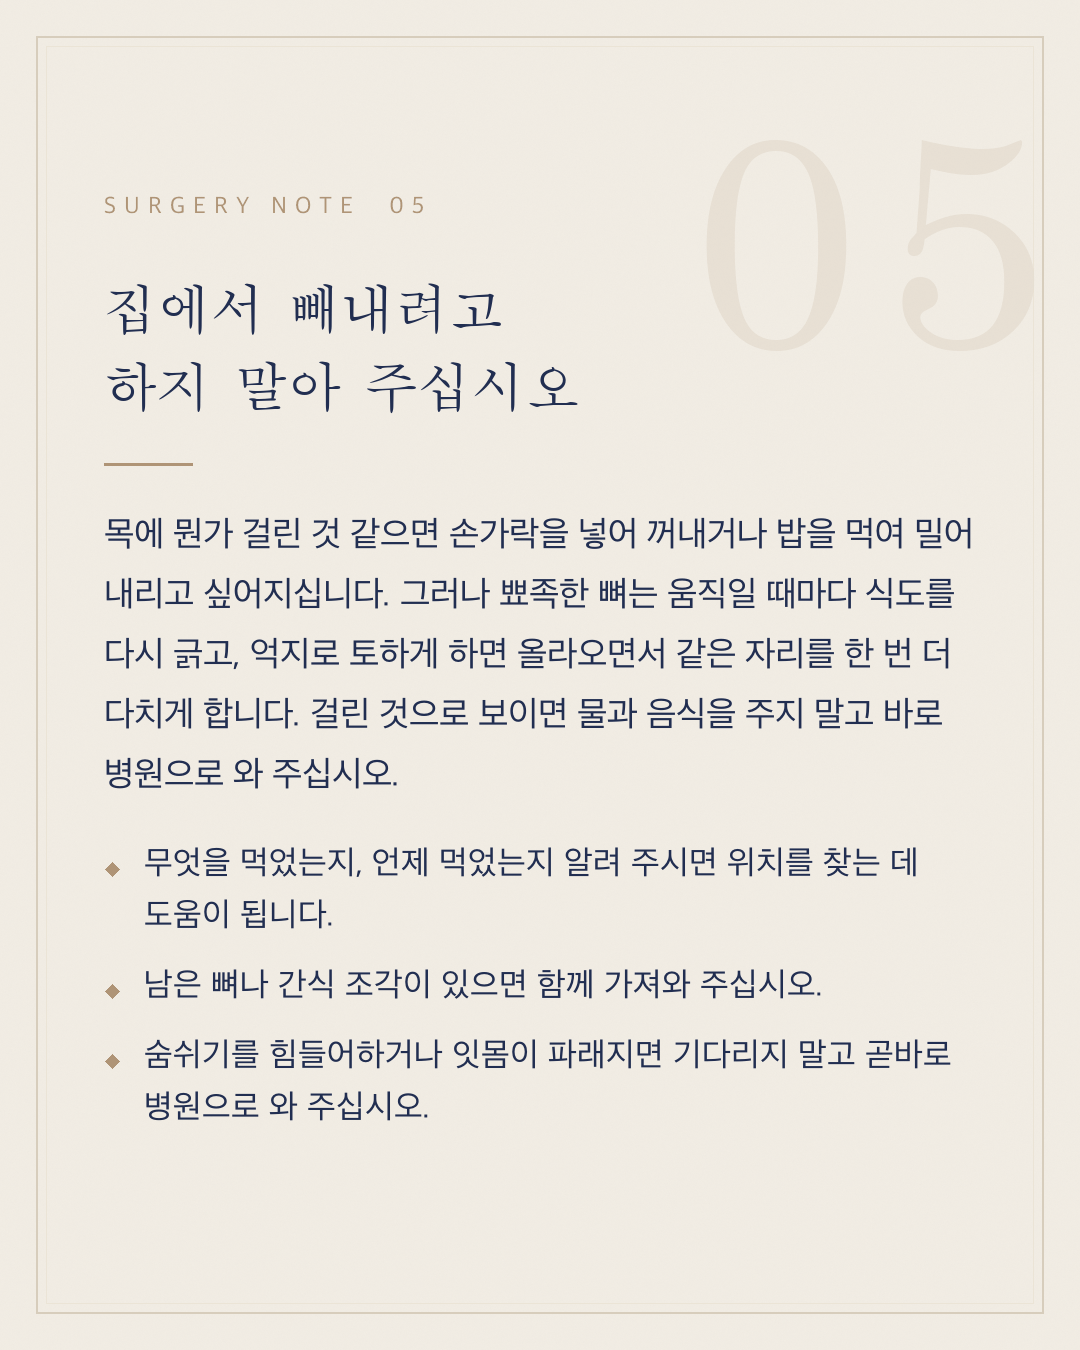 05
SURGERY NOTE 05
집에서 빼내려고
하지 말아 주십시오
목에 뭔가 걸린 것 같으면 손가락을 넣어 꺼내거나 밥을 먹여 밀어
내리고 싶어지십니다. 그러나 뾰족한 뼈는 움직일 때마다 식도를
다시 긁고, 억지로 토하게 하면 올라오면서 같은 자리를 한 번 더
다치게 합니다. 걸린 것으로 보이면 물과 음식을 주지 말고 바로
병원으로 와 주십시오.
◆ 무엇을 먹었는지, 언제 먹었는지 알려 주시면 위치를 찾는 데
도움이 됩니다.
◆ 남은 뼈나 간식 조각이 있으면 함께 가져와 주십시오.
◆ 숨쉬기를 힘들어하거나 잇몸이 파래지면 기다리지 말고 곧바로
병원으로 와 주십시오.